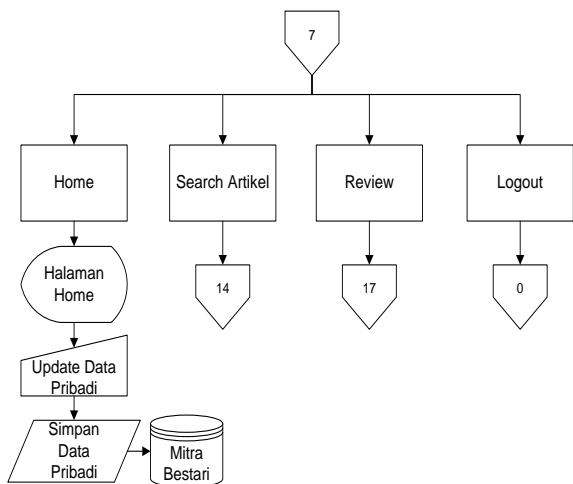 7
Home
Search Artikel
Review
Logout
Halaman
Home
14
17
0
Update Data
Pribadi
Simpan
Data
Pribadi
Mitra
Bestari